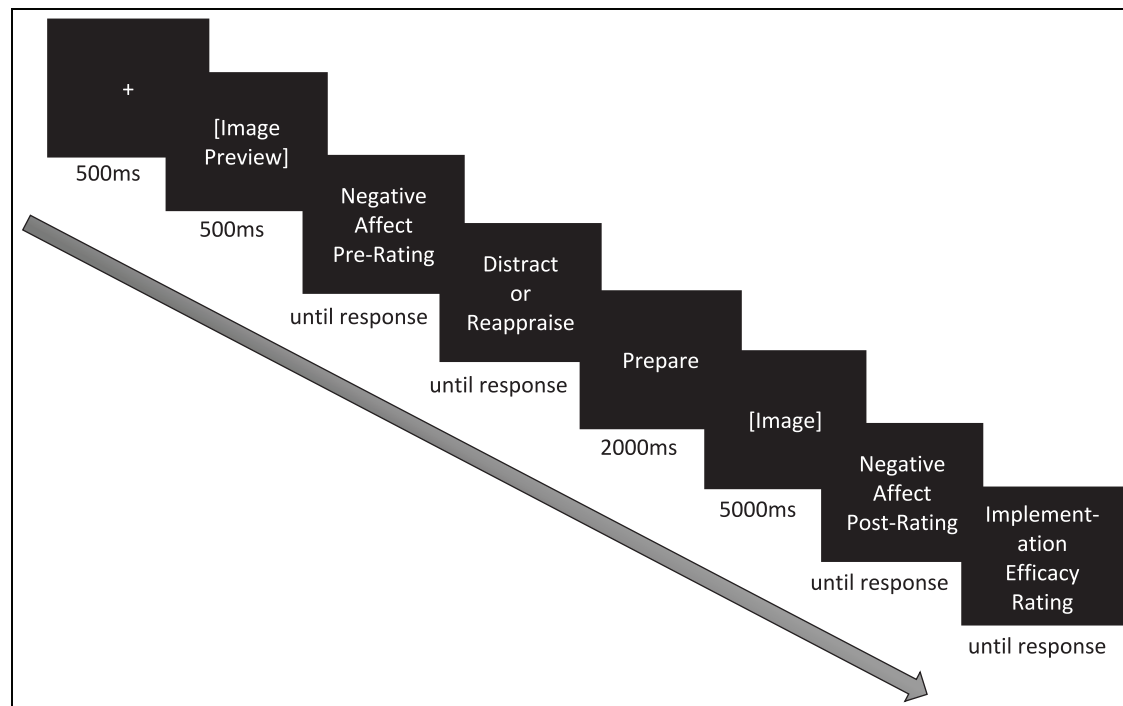 +
500ms
[Image
Preview]
500ms
Negative
Affect
Pre-Rating
until response
Distract
or
Reappraise
until response
Prepare
2000ms
[Image]
5000ms
Negative
Affect
Post-Rating
until response
Implement-
ation
Efficacy
Rating
until response